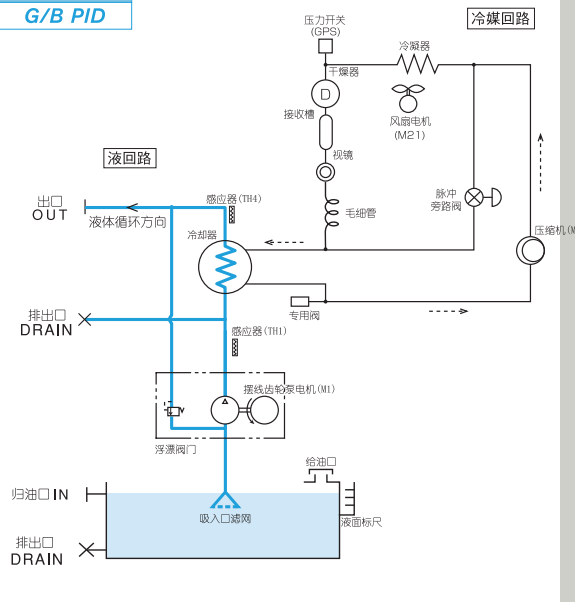 G/B PID
冷媒回路
压力开关
(GPS)
冷凝器
干燥器
D
接收槽
风扇电机
(M21)
视镜
液回路
脉冲
旁路阀
感应器(TH4)
出口
OUT
毛细管
液体循环方向
冷却器
压缩机(M
排出口
DRAIN
专用阀
感应器(TH1)
摆线齿轮泵电机(M1)
浮漂阀门
给油口
归油口 IN
吸入口滤网
液面标尺
排出口
DRAIN